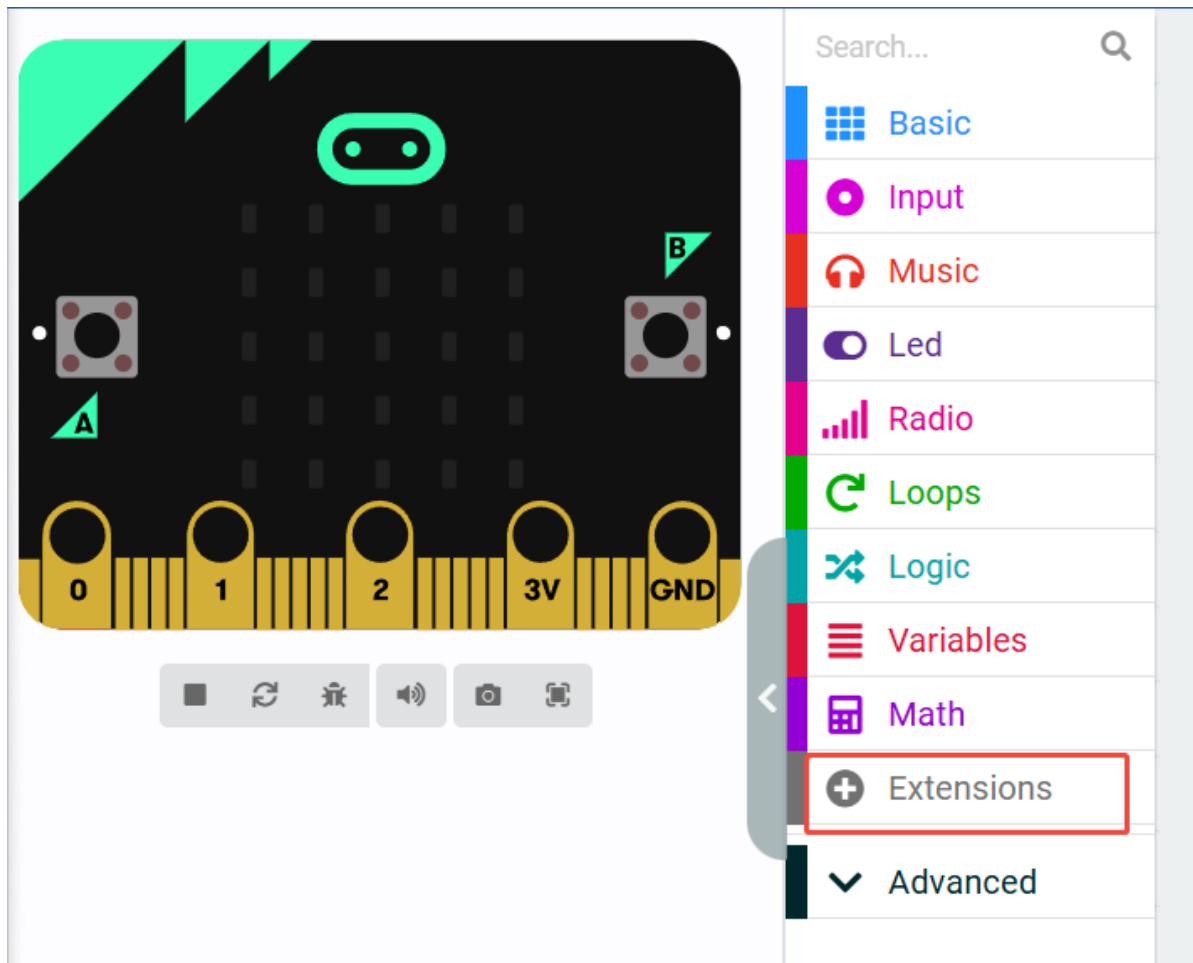 Search...
Basic
Input
Music
Led
Radio
Loops
Logic
Variables
Math
Extensions
Advanced
B
A
0 1 2 3V GND